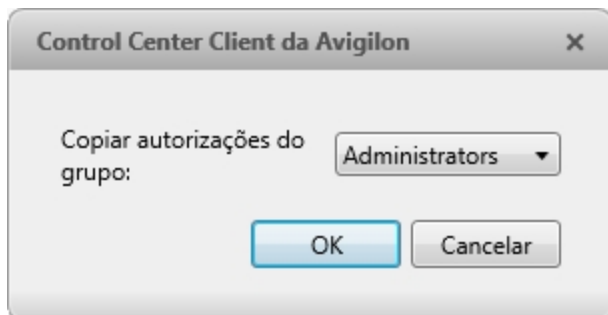 Control Center Client da Avigilon
Copiar autorizações do
grupo:
Administrators
OK
Cancelar